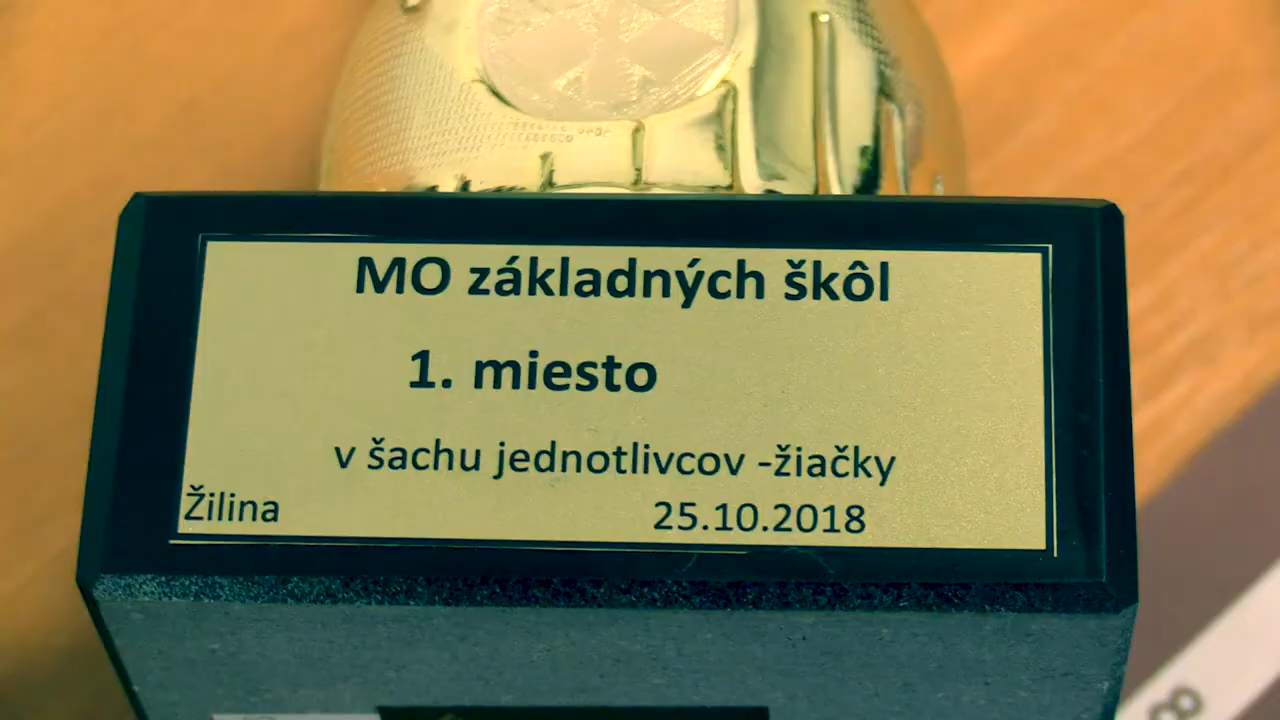 MO základných škôl
1. miesto
v šachu jednotlivcov -žiačky
Žilina 25.10.2018